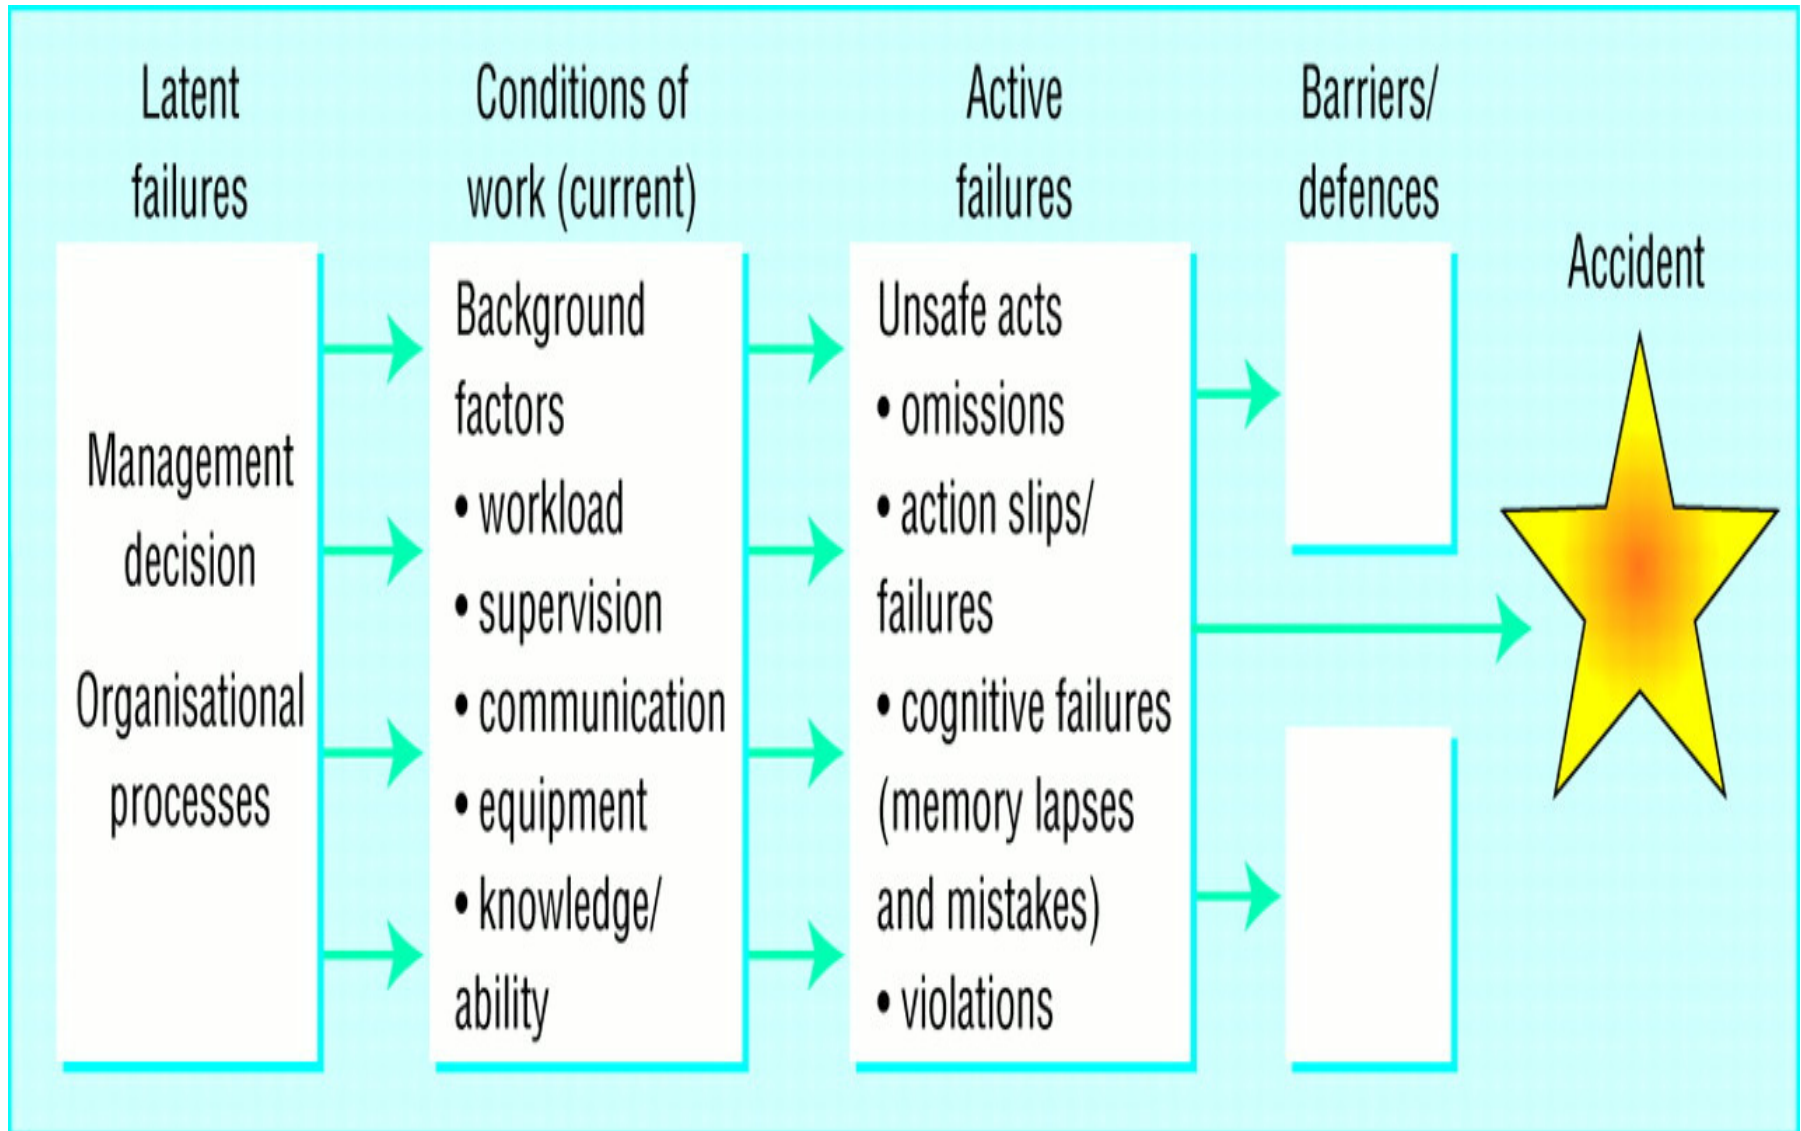 Latent
failures
Conditions of
work (current)
Active
failures
Barriers/
defences
Accident
Management
decision
Organisational
processes
Background
factors
• workload
• supervision
• communication
• equipment
• knowledge/
ability
Unsafe acts
• omissions
• action slips/
failures
• cognitive failures
(memory lapses
and mistakes)
• violations